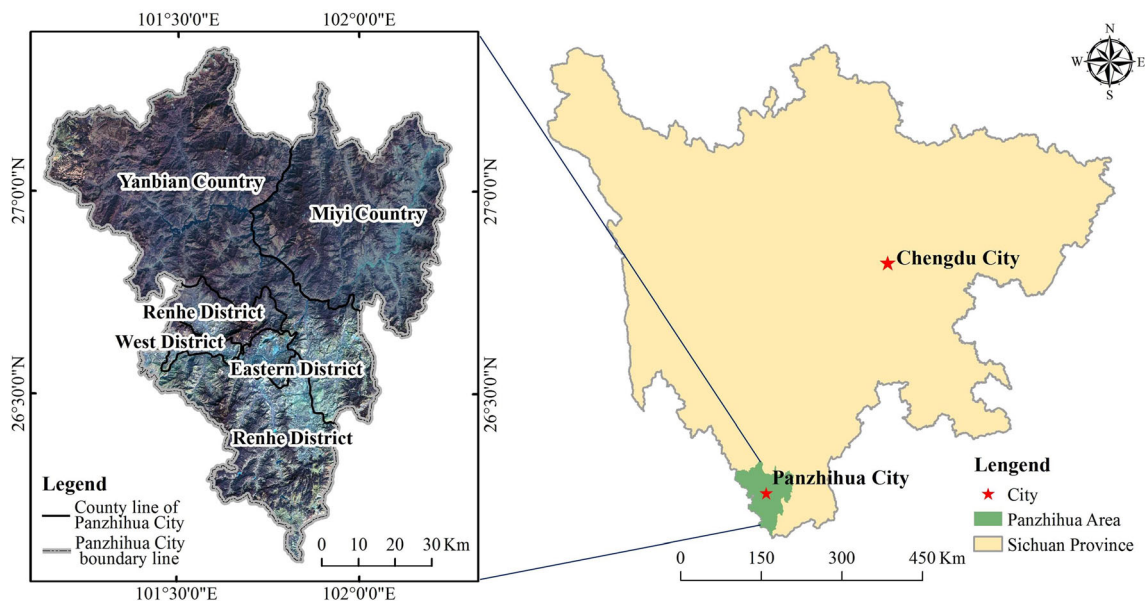 101°30'0"E
102°0'0"E
N
W
E
S
27°0'0"N
27°0'0"N
Yanbian Country
Miyi Country
Chengdu City
Renhe District
West District
Eastern District
26°30'0"N
26°30'0"N
Renhe District
Legend
County line of
Panzhihua City
Panzhihua City
boundary line
0 10 20 30 Km
101°30'0"E
102°0'0"E
Panzhihua City
Lengend
City
Panzhihua Area
Sichuan Province
0 150 300 450 Km